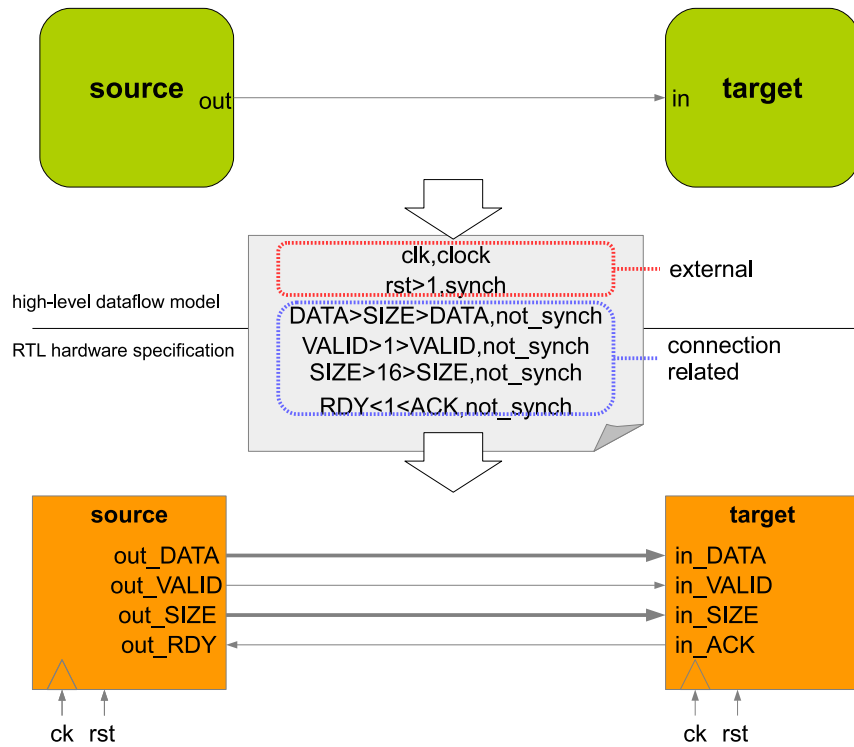 source
out
in
target
clk,clock
rst>1,synch
external
high-level dataflow model
RTL hardware specification
DATA>SIZE>DATA,not_synch
VALID>1>VALID,not_synch
SIZE>16>SIZE,not_synch
RDY<1<ACK,not_synch
connection
related
source
out_DATA
out_VALID
out_SIZE
out_RDY
ck rst
target
in_DATA
in_VALID
in_SIZE
in_ACK
ck rst